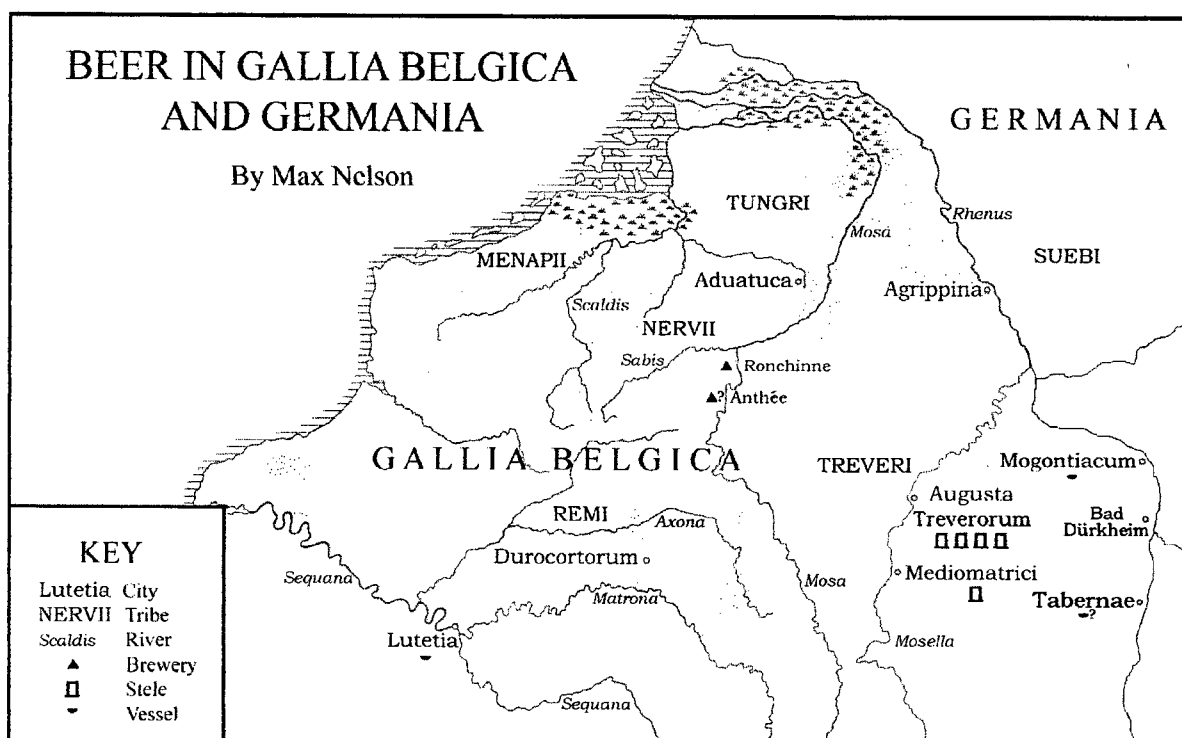 BEER IN GALLIA BELGICA
AND GERMANIA
By Max Nelson
GERMANIA
TUNGRI
Mosa
Rhenus
SUEBI
MENAPII
Aduatuca
Agrippina
Scaldis
NERVII
Sabis
Ronchinne
? Anthée
GALLIA BELGICA
TREVERI
Mogontiacum
Augusta
Treverorum
Bad
Dürkheim
REMI
Axona
Durocortorum
Mediomatrici
Sequana
Matrona
Mosa
Tabernae
?
Lutetia
Mosella
Sequana
KEY
Lutetia City
NERVII Tribe
Scaldis River
Brewery
Stele
Vessel